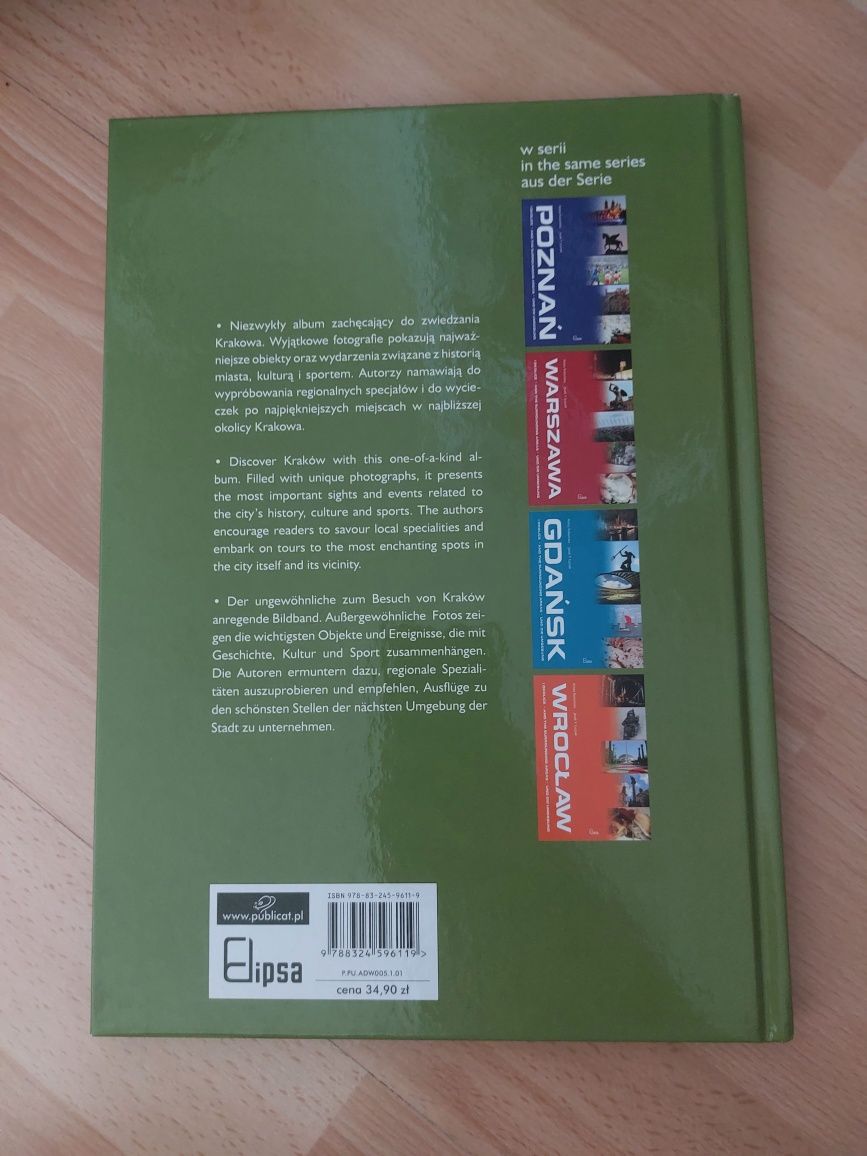 w serii
in the same series
aus der Serie
POZNAŃ
WARSZAWA
GDAŃSK
WROCŁAW
• Niezwykły album zachęcający do zwiedzania
Krakowa. Wyjątkowe fotografie pokazują najważ-
niejsze obiekty oraz wydarzenia związane z historią
miasta, kulturą i sportem. Autorzy namawiają do
wypróbowania regionalnych specjałów i do wycie-
czek po najpiękniejszych miejscach w najbliższej
okolicy Krakowa.
• Discover Kraków with this one-of-a-kind al-
bum. Filled with unique photographs, it presents
the most important sights and events related to
the city's history, culture and sports. The authors
encourage readers to savour local specialities and
embark on tours to the most enchanting spots in
the city itself and its vicinity.
• Der ungewöhnliche zum Besuch von Kraków
anregende Bildband. Außergewöhnliche Fotos zei-
gen die wichtigsten Objekte und Ereignisse, die mit
Geschichte, Kultur und Sport zusammenhängen.
Die Autoren ermuntern dazu, regionale Speziali-
täten auszuprobieren und empfehlen, Ausflüge zu
den schönsten Stellen der nächsten Umgebung der
Stadt zu unternehmen.
www.publicat.pl
Elipsa
ISBN 978-83-245-9611-9
9 788324 596119 >
P.PU.ADW005.1.01
cena 34,90 zł